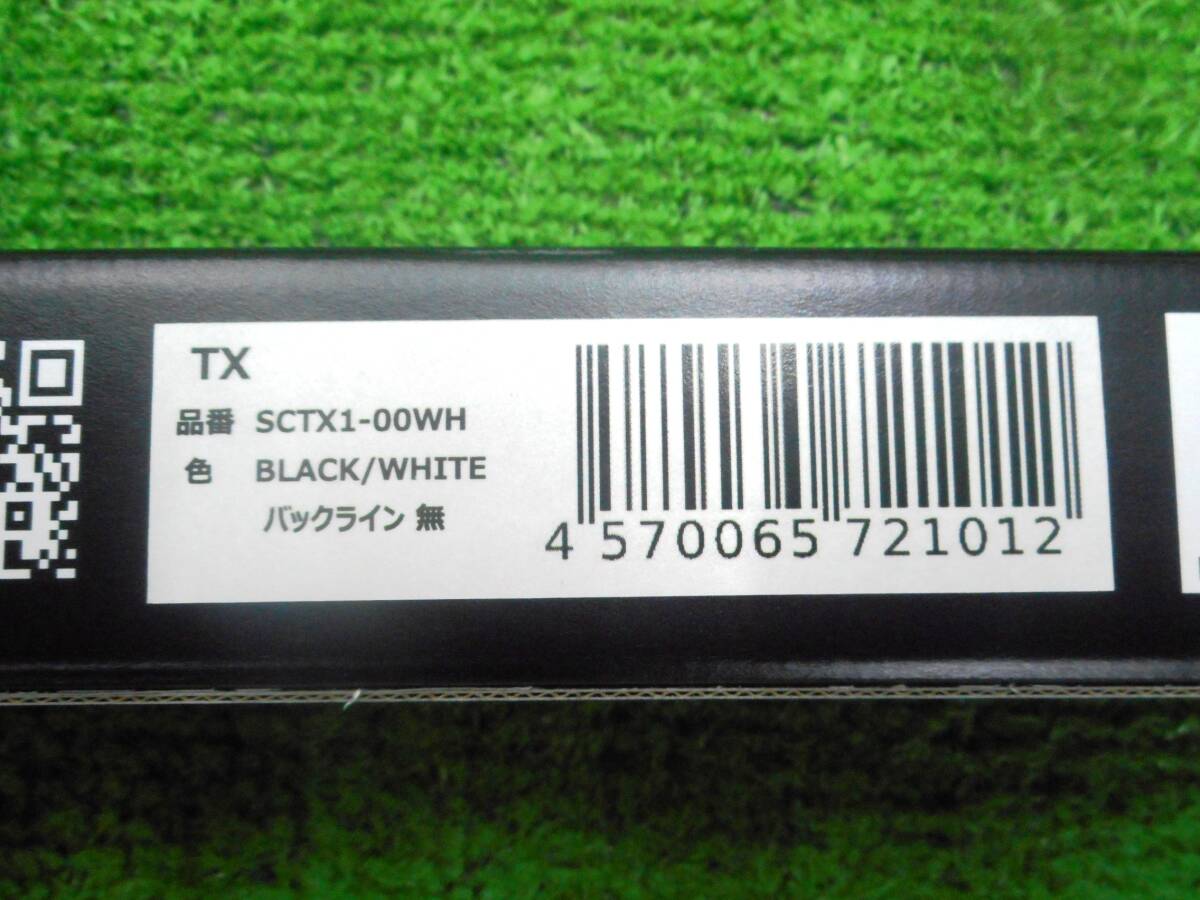 TX
品番 SCTX1-00WH
色 BLACK/WHITE
バックライン 無
4 570065 721012